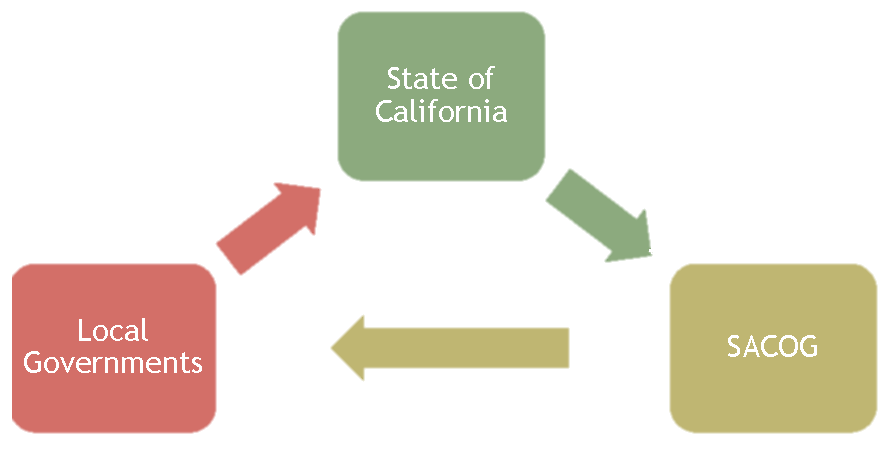 State of
California
Local
Governments
SACOG